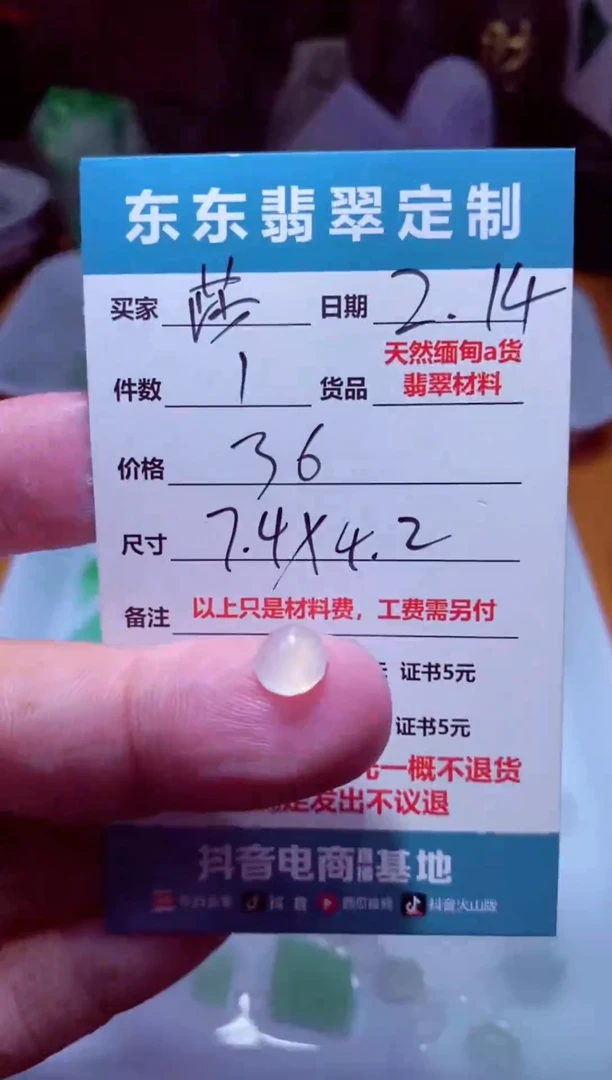 东东翡翠定制
买家 莎 日期 2.14
件数 1 货品 天然缅甸a货
翡翠材料
价格 36
尺寸 7.4X4.2
备注 以上只是材料费，工费需另付
证书5元
证书5元
一概不退货
发出不议退
抖音电商直播基地
抖音 西瓜视频 抖音火山版